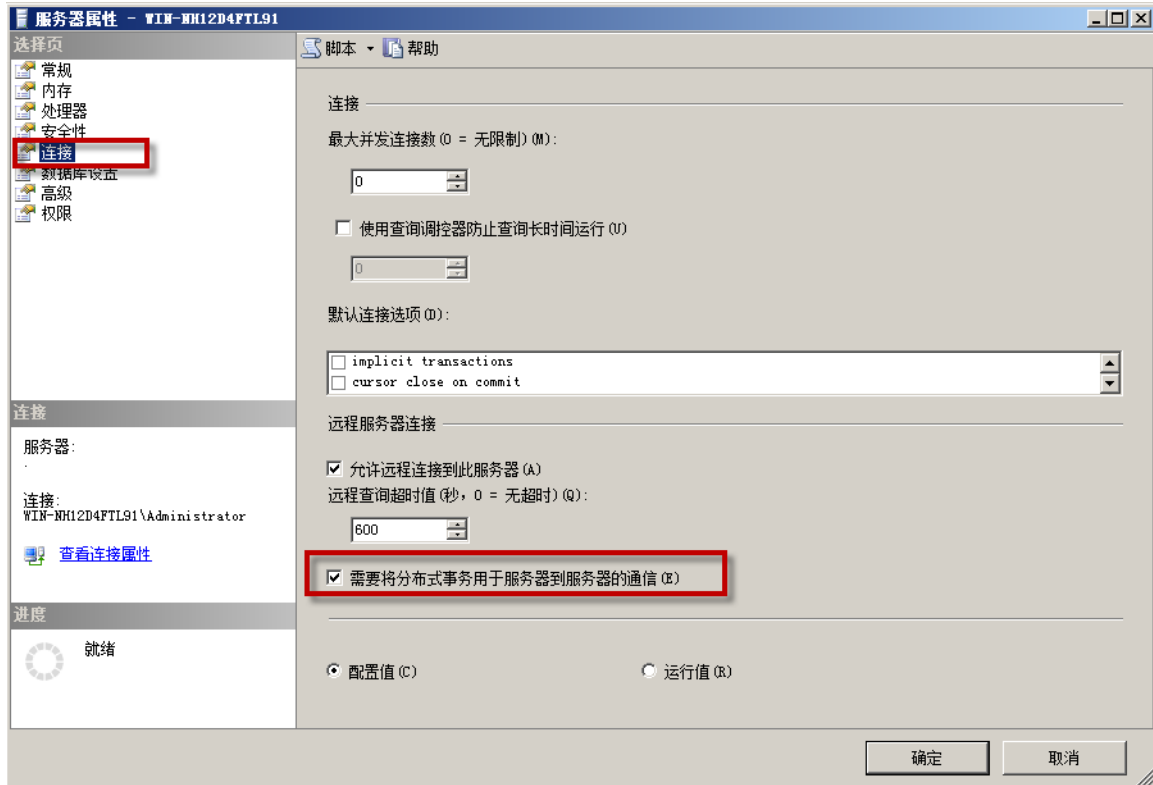 服务器属性 - WIN-NH12D4FTL91
选择页
常规
内存
处理器
安全性
连接
数据库设置
高级
权限
脚本
帮助
连接
最大并发连接数(0 = 无限制)(M):
0
使用查询调控器防止查询长时间运行(U)
0
默认连接选项(D):
implicit transactions
cursor close on commit
远程服务器连接
允许远程连接到此服务器(A)
远程查询超时值(秒，0 = 无超时)(Q):
600
需要将分布式事务用于服务器到服务器的通信(E)
配置值(C)
运行值(R)
连接
服务器:
.
连接:
WIN-NH12D4FTL91\Administrator
查看连接属性
进度
就绪
确定
取消